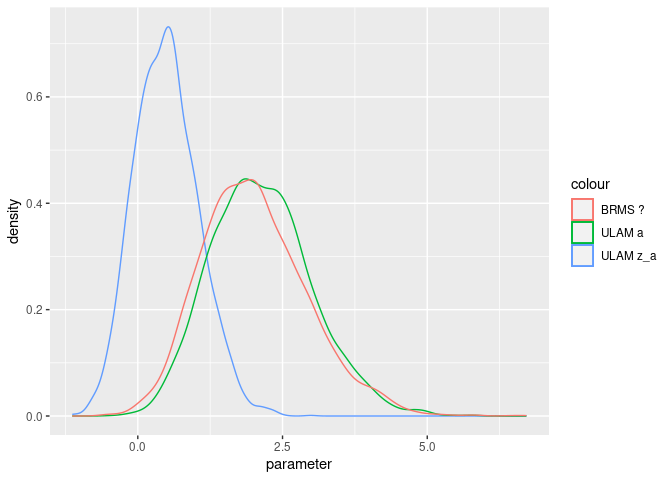 density
0.6
0.4
0.2
0.0
0.0 2.5 5.0
parameter
colour
BRMS ?
ULAM a
ULAM z_a